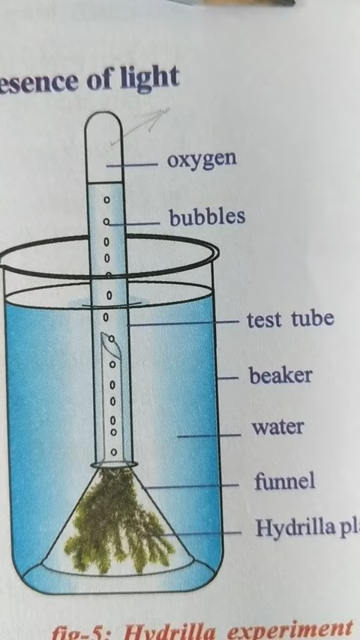 esence of light
oxygen
bubbles
test tube
beaker
water
funnel
Hydrilla pl
fig-5: Hydrilla experiment